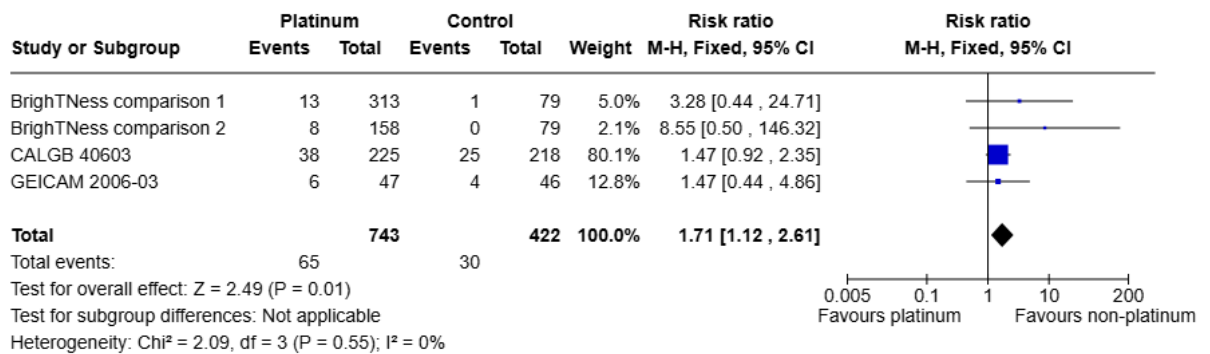 Platinum Control Risk ratio Risk ratio
Study or Subgroup Events Total Events Total Weight M-H, Fixed, 95% CI M-H, Fixed, 95% CI
BrighTNess comparison 1 13 313 1 79 5.0% 3.28 [0.44 , 24.71]
BrighTNess comparison 2 8 158 0 79 2.1% 8.55 [0.50 , 146.32]
CALGB 40603 38 225 25 218 80.1% 1.47 [0.92 , 2.35]
GEICAM 2006-03 6 47 4 46 12.8% 1.47 [0.44 , 4.86]
Total 743 422 100.0% 1.71 [1.12 , 2.61]
Total events: 65 30
Test for overall effect: Z = 2.49 (P = 0.01)
Test for subgroup differences: Not applicable
Heterogeneity: Chi² = 2.09, df = 3 (P = 0.55); I² = 0%
0.005 0.1 1 10 200
Favours platinum Favours non-platinum